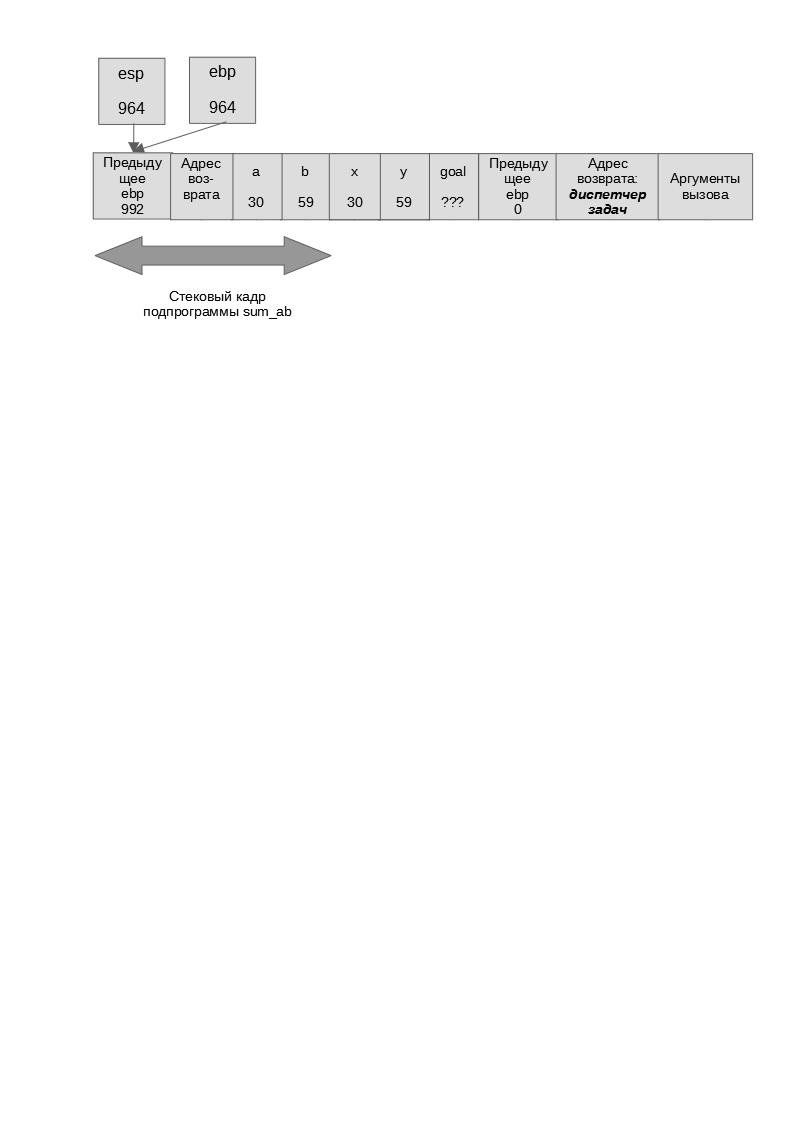 esp
964
ebp
964
Предыду
щее
ebp
992
Адрес
воз-
врата
a
30
b
59
x
30
y
59
goal
???
Предыду
щее
ebp
0
Адрес
возврата:
диспетчер
задач
Аргументы
вызова
Стековый кадр
подпрограммы sum_ab